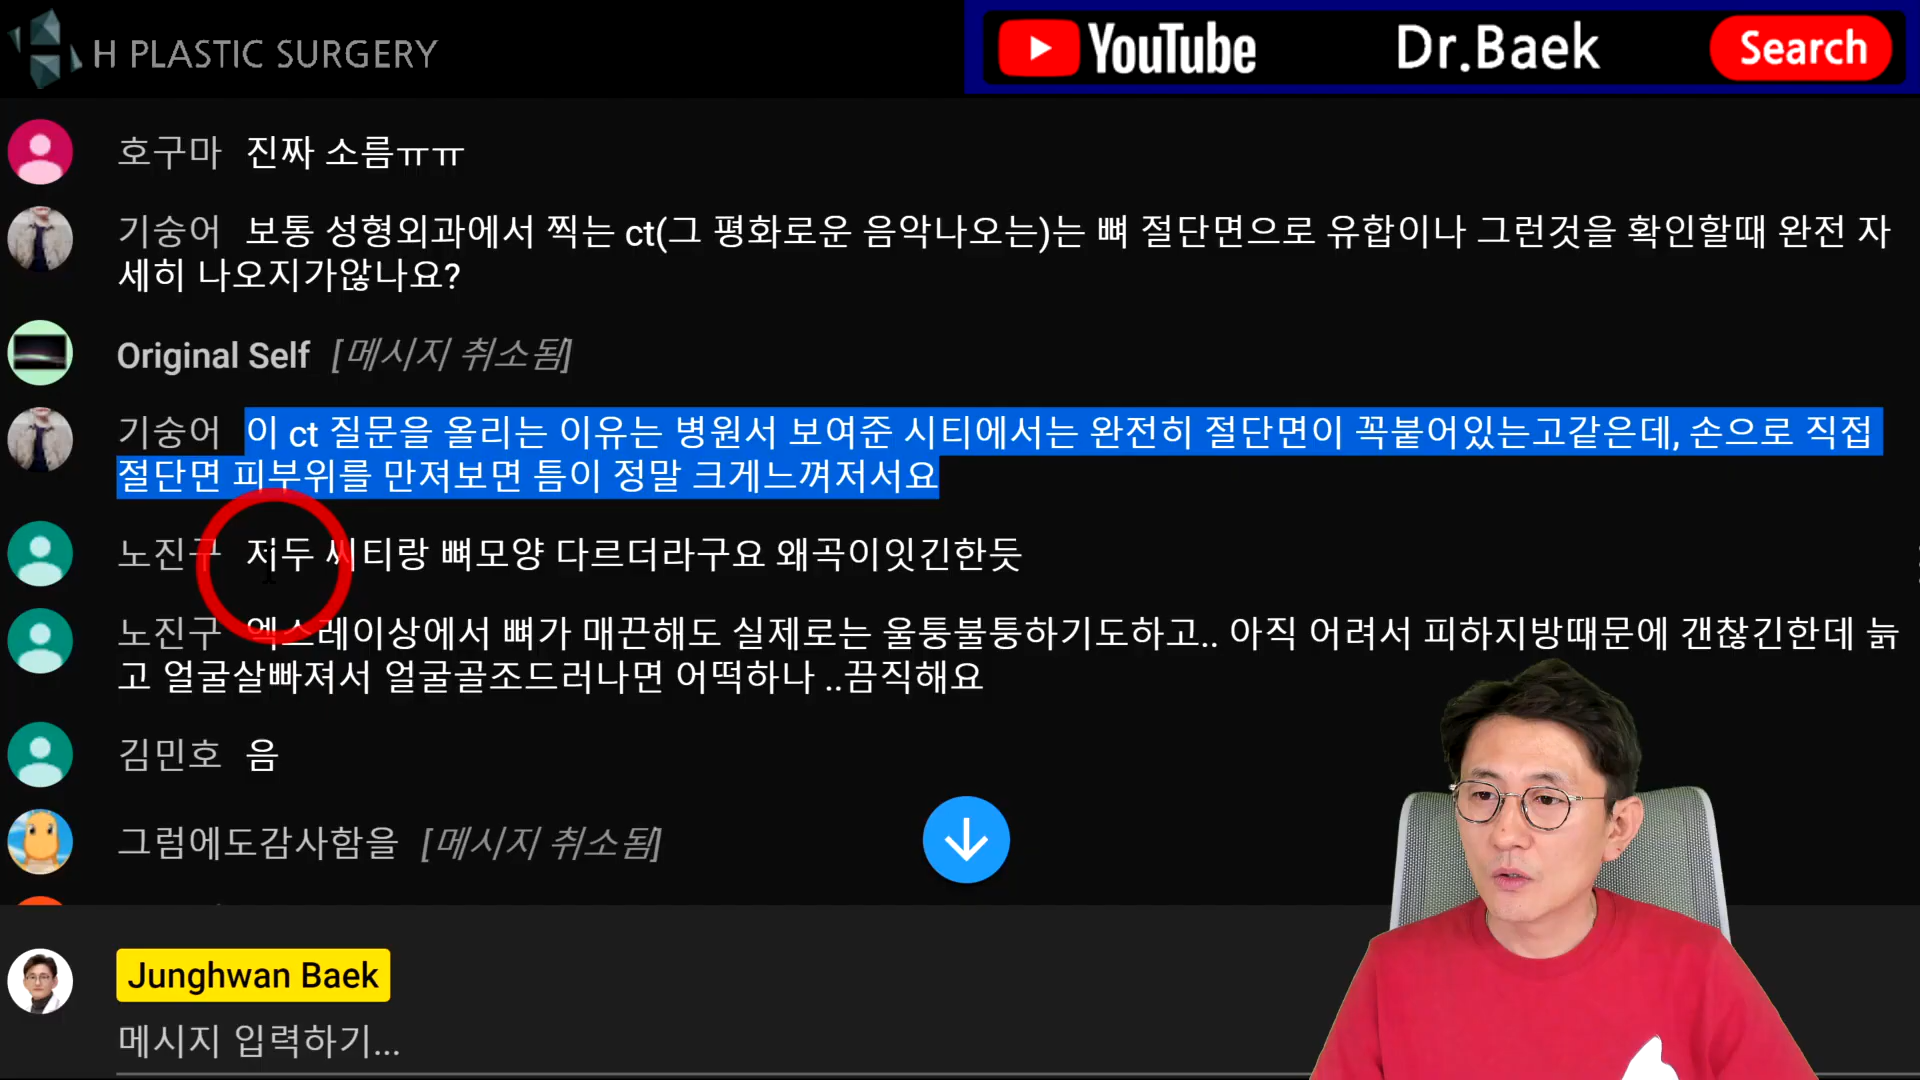 H PLASTIC SURGERY
YouTube Dr.Baek Search
호구마 진짜 소름ㅠㅠ
기숭어 보통 성형외과에서 찍는 ct(그 평화로운 음악나오는)는 뼈 절단면으로 유합이나 그런것을 확인할때 완전 자
세히 나오지가않나요?
Original Self [메시지 취소됨]
기숭어 이 ct 질문을 올리는 이유는 병원서 보여준 시티에서는 완전히 절단면이 꼭붙어있는고같은데, 손으로 직접
절단면 피부위를 만져보면 틈이 정말 크게느껴저서요
노진구 저두 씨티랑 뼈모양 다르더라구요 왜곡이잇긴한듯
노진구 엑스레이상에서 뼈가 매끈해도 실제로는 울퉁불퉁하기도하고.. 아직 어려서 피하지방때문에 갠찮긴한데 늙
고 얼굴살빠져서 얼굴골조드러나면 어떡하나 ..끔직해요
김민호 음
그럼에도감사함을 [메시지 취소됨]
Junghwan Baek
메시지 입력하기...